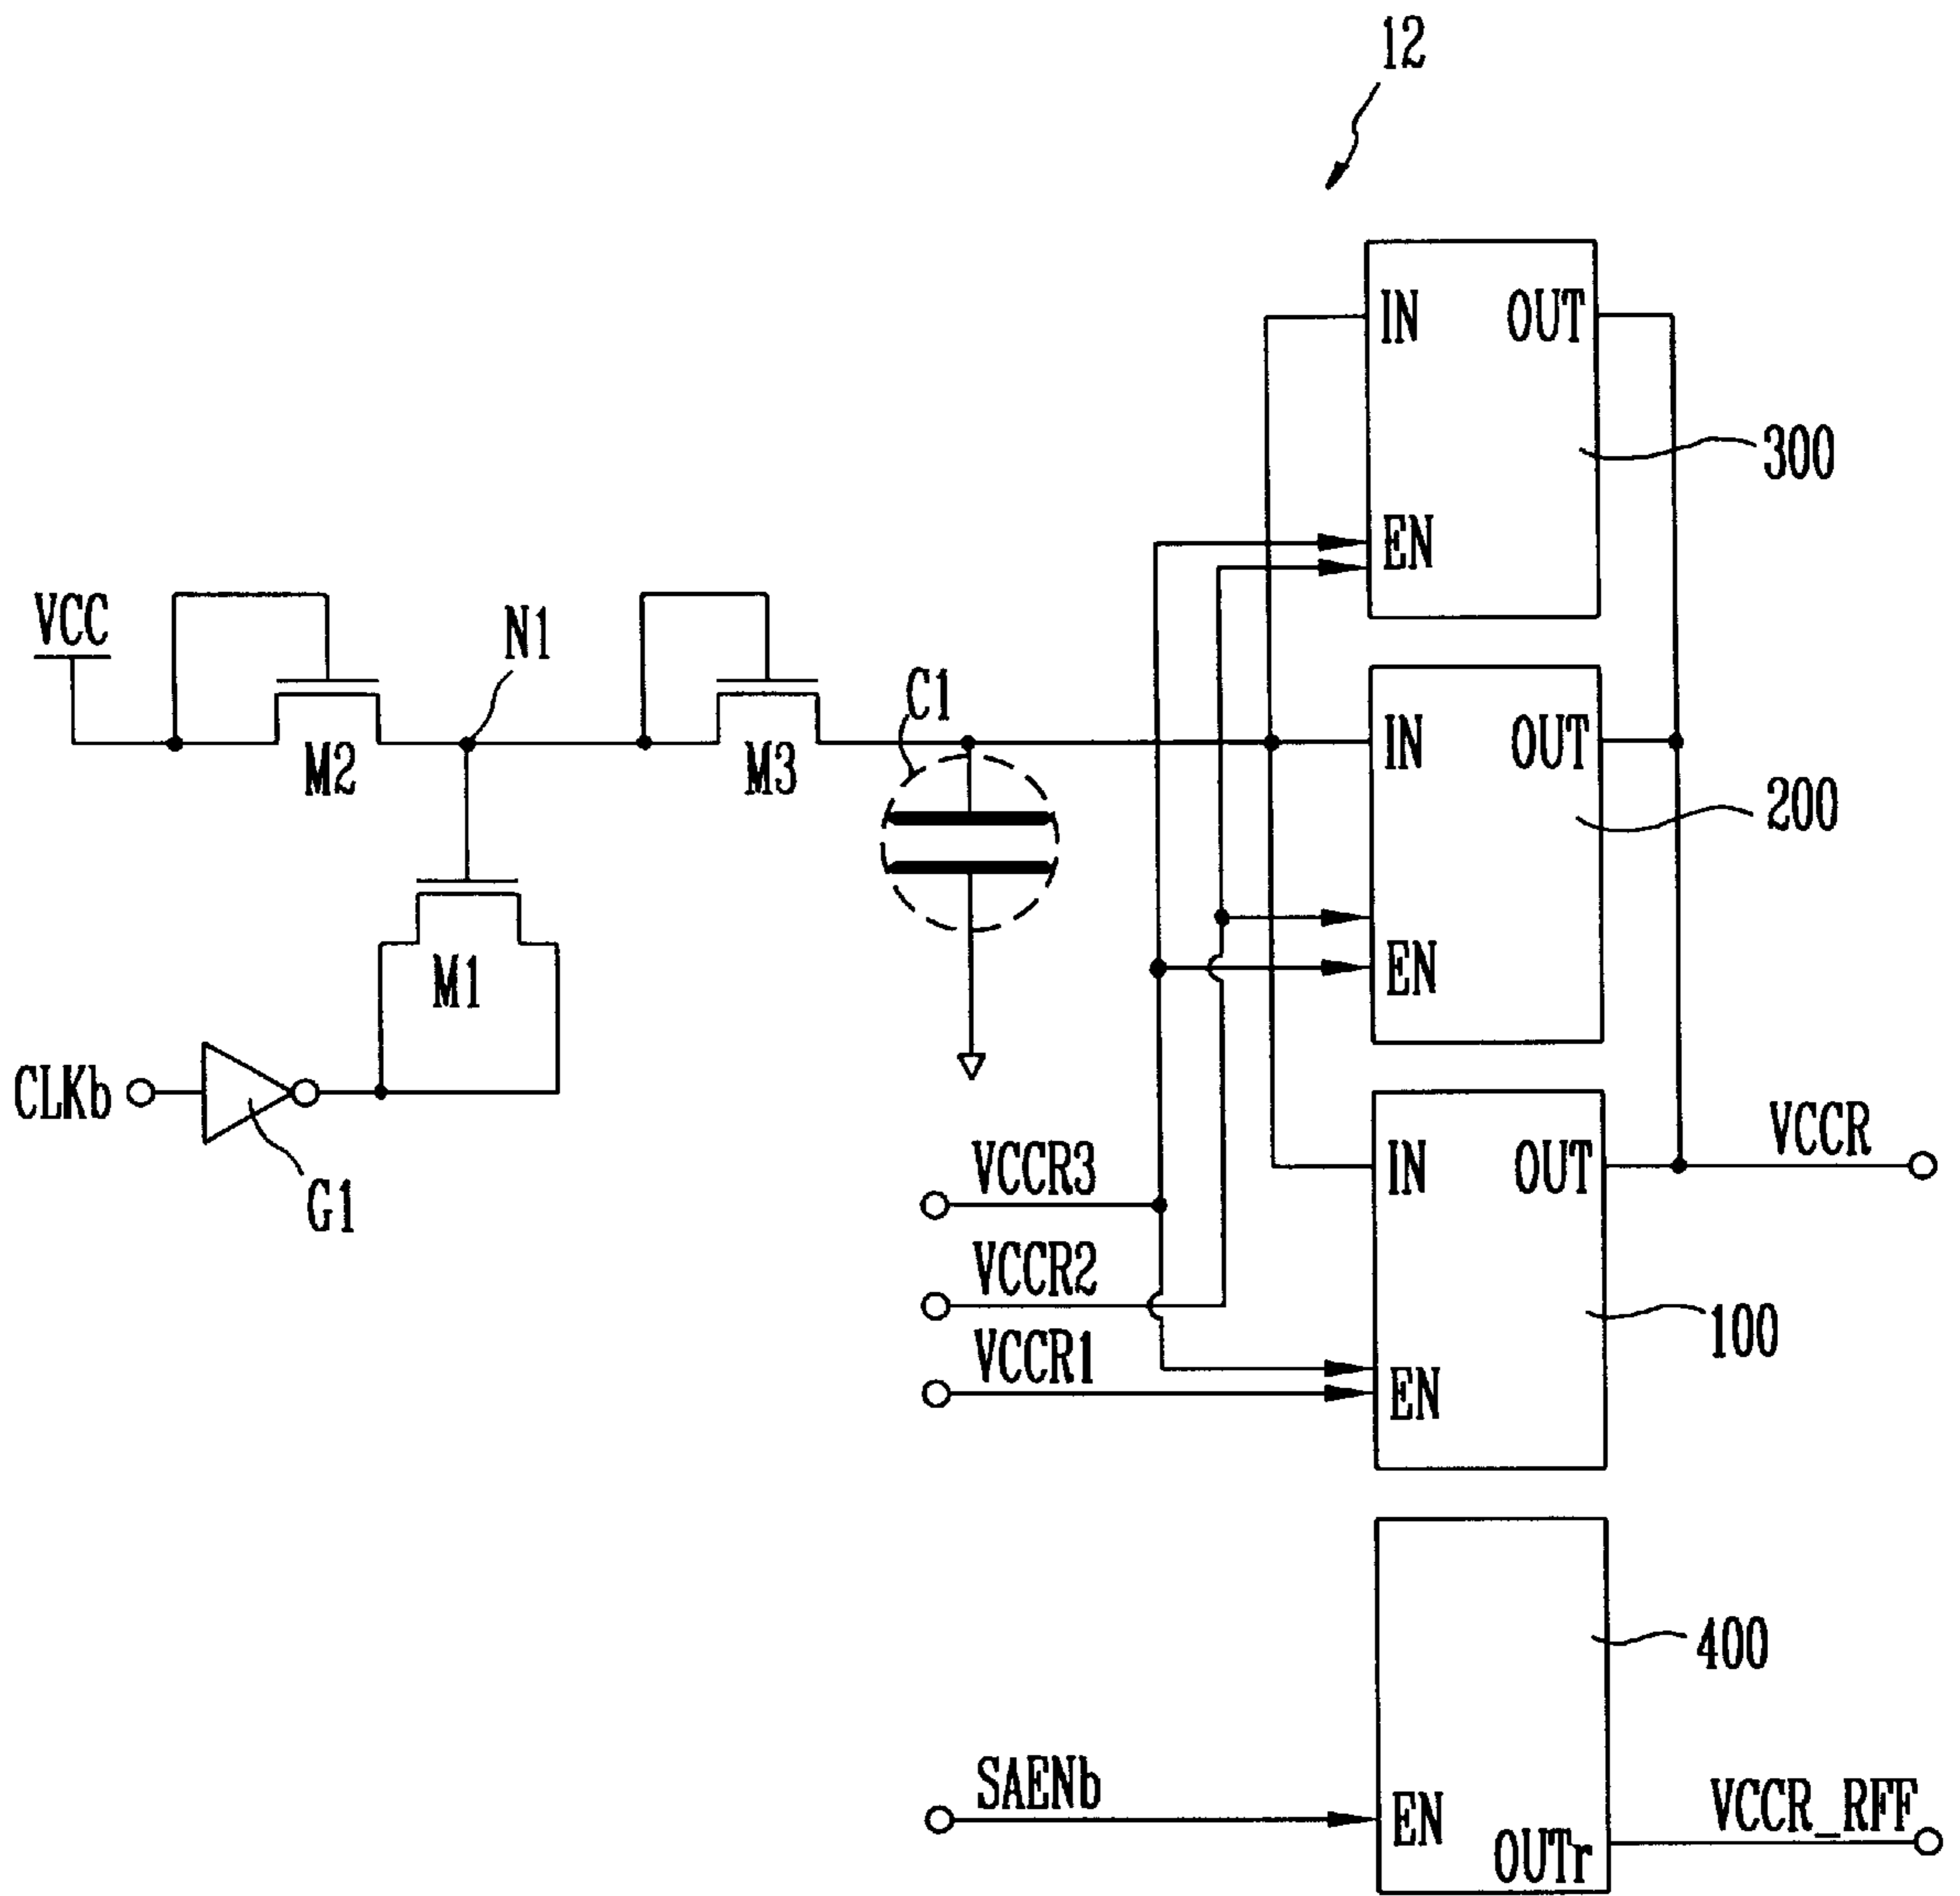 12
IN OUT
300
EN
VCC
N1
M2
M3
C1
IN OUT
200
EN
M1
CLKb
G1
IN OUT
VCCR
VCCR3
VCCR2
100
VCCR1
EN
400
SAENb
EN
VCCR_RFF
OUTr